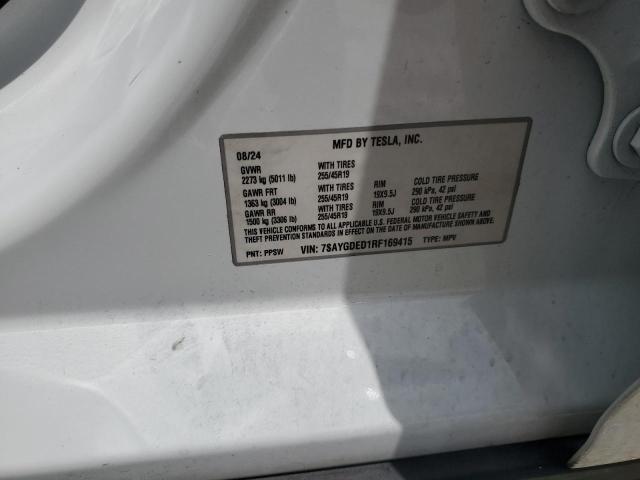 MFD BY TESLA, INC.
08/24
GVWR WITH TIRES
2273 kg (5011 lb) 255/45R19
GAWR FRT WITH TIRES RIM COLD TIRE PRESSURE
1363 kg (3004 lb) 255/45R19 19X9.5J 290 kPa, 42 psi
GAWR RR WITH TIRES RIM COLD TIRE PRESSURE
1500 kg (3306 lb) 255/45R19 19X9.5J 290 kPa, 42 psi
THIS VEHICLE CONFORMS TO ALL APPLICABLE U.S. FEDERAL MOTOR VEHICLE SAFETY AND
THEFT PREVENTION STANDARDS IN EFFECT ON THE DATE OF MANUFACTURE SHOWN ABOVE.
PNT: PPSW VIN: 7SAYGDED1RF169415 TYPE: MPV